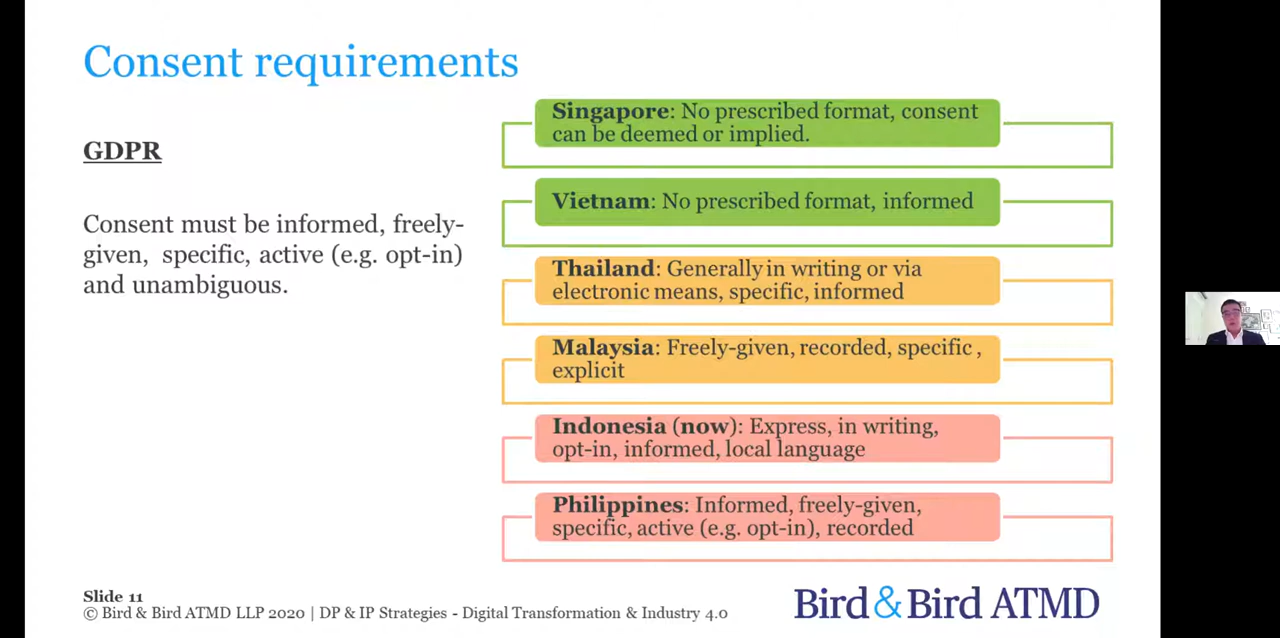 Consent requirements
GDPR
Consent must be informed, freely-
given, specific, active (e.g. opt-in)
and unambiguous.
Singapore: No prescribed format, consent
can be deemed or implied.
Vietnam: No prescribed format, informed
Thailand: Generally in writing or via
electronic means, specific, informed
Malaysia: Freely-given, recorded, specific ,
explicit
Indonesia (now): Express, in writing,
opt-in, informed, local language
Philippines: Informed, freely-given,
specific, active (e.g. opt-in), recorded
Slide 11
© Bird & Bird ATMD LLP 2020 | DP & IP Strategies - Digital Transformation & Industry 4.0
Bird & Bird ATMD